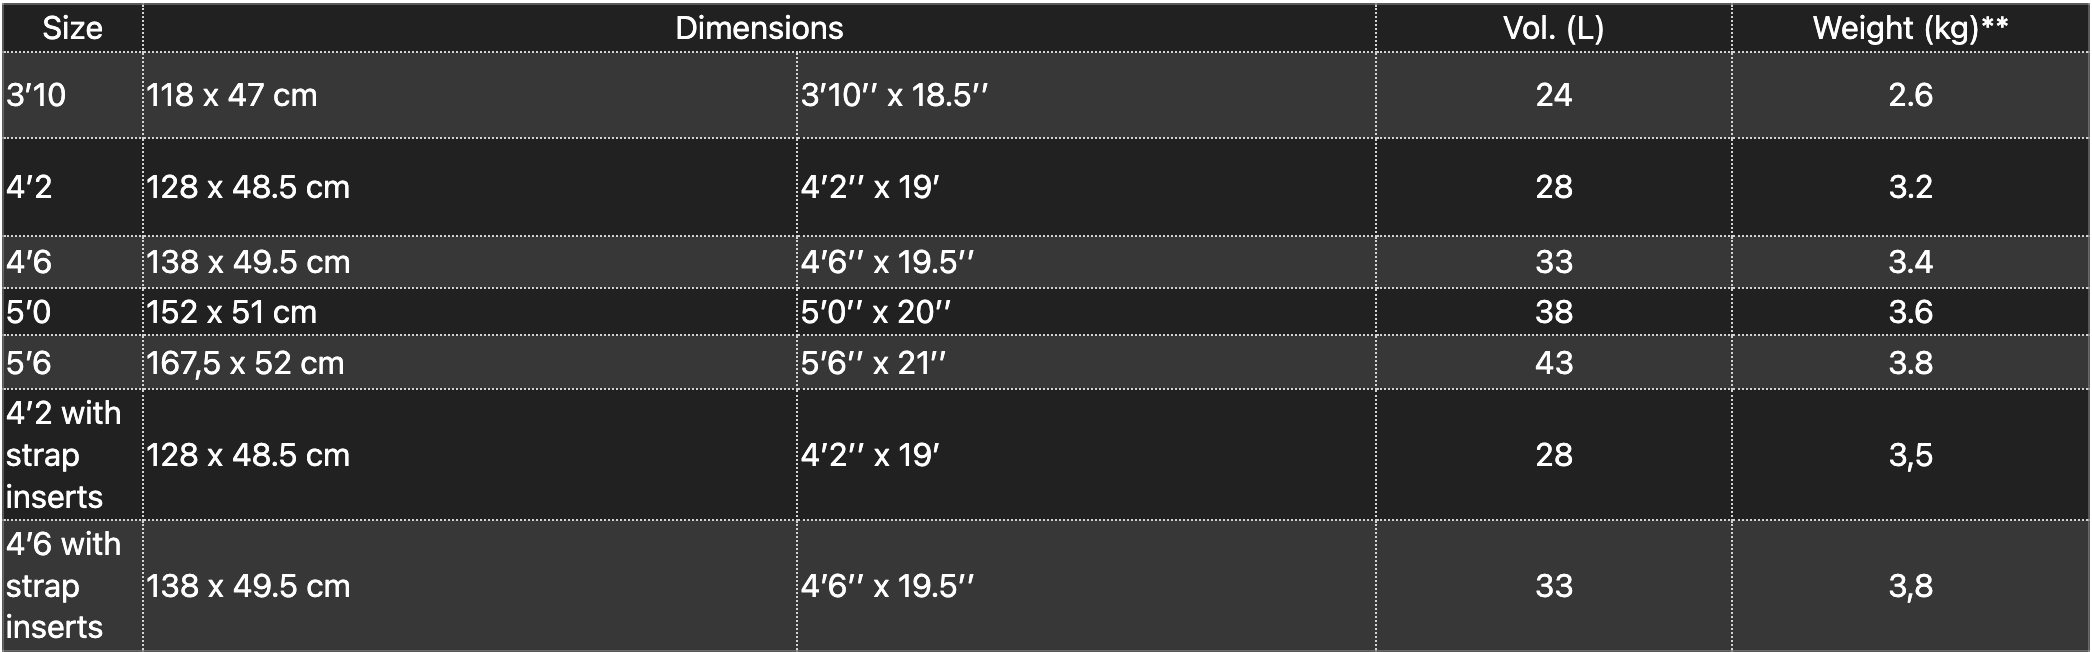 Size Dimensions Vol. (L) Weight (kg)**
3′10 118 x 47 cm 3′10′′ x 18.5′′ 24 2.6
4′2 128 x 48.5 cm 4′2′′ x 19′ 28 3.2
4′6 138 x 49.5 cm 4′6′′ x 19.5′′ 33 3.4
5′0 152 x 51 cm 5′0′′ x 20′′ 38 3.6
5′6 167,5 x 52 cm 5′6′′ x 21′′ 43 3.8
4′2 with
strap
inserts
128 x 48.5 cm 4′2′′ x 19′ 28 3,5
4′6 with
strap
inserts
138 x 49.5 cm 4′6′′ x 19.5′′ 33 3,8